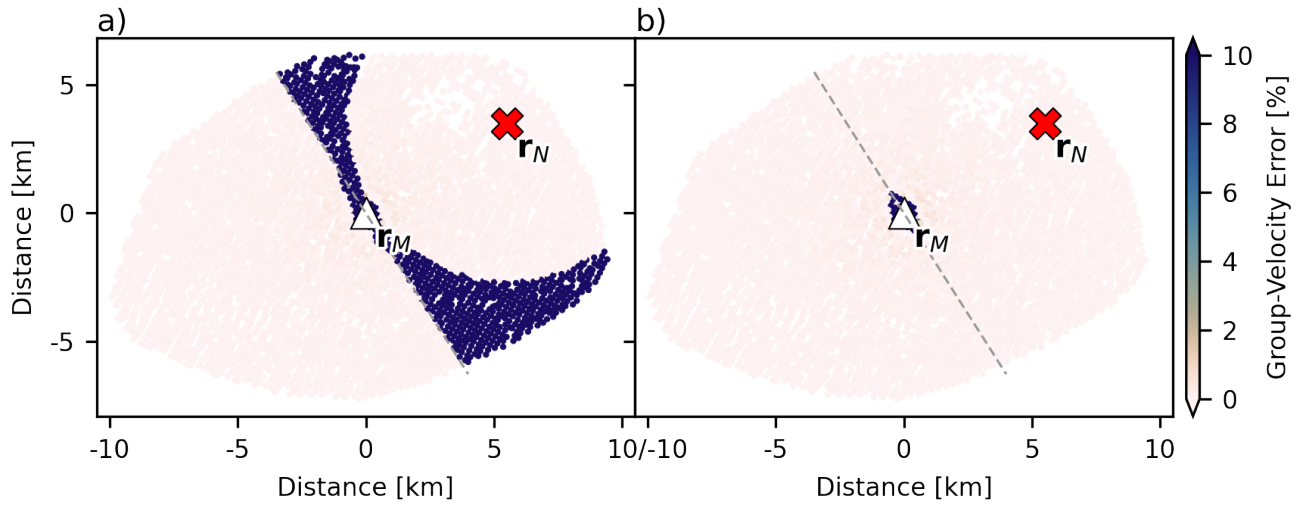 a)
b)
5
0
-5
Distance [km]
r_N
r_M
r_N
r_M
-10
-5
0
5
10/-10
-5
0
5
10
Distance [km]
Distance [km]
10
8
6
4
2
0
Group-Velocity Error [%]